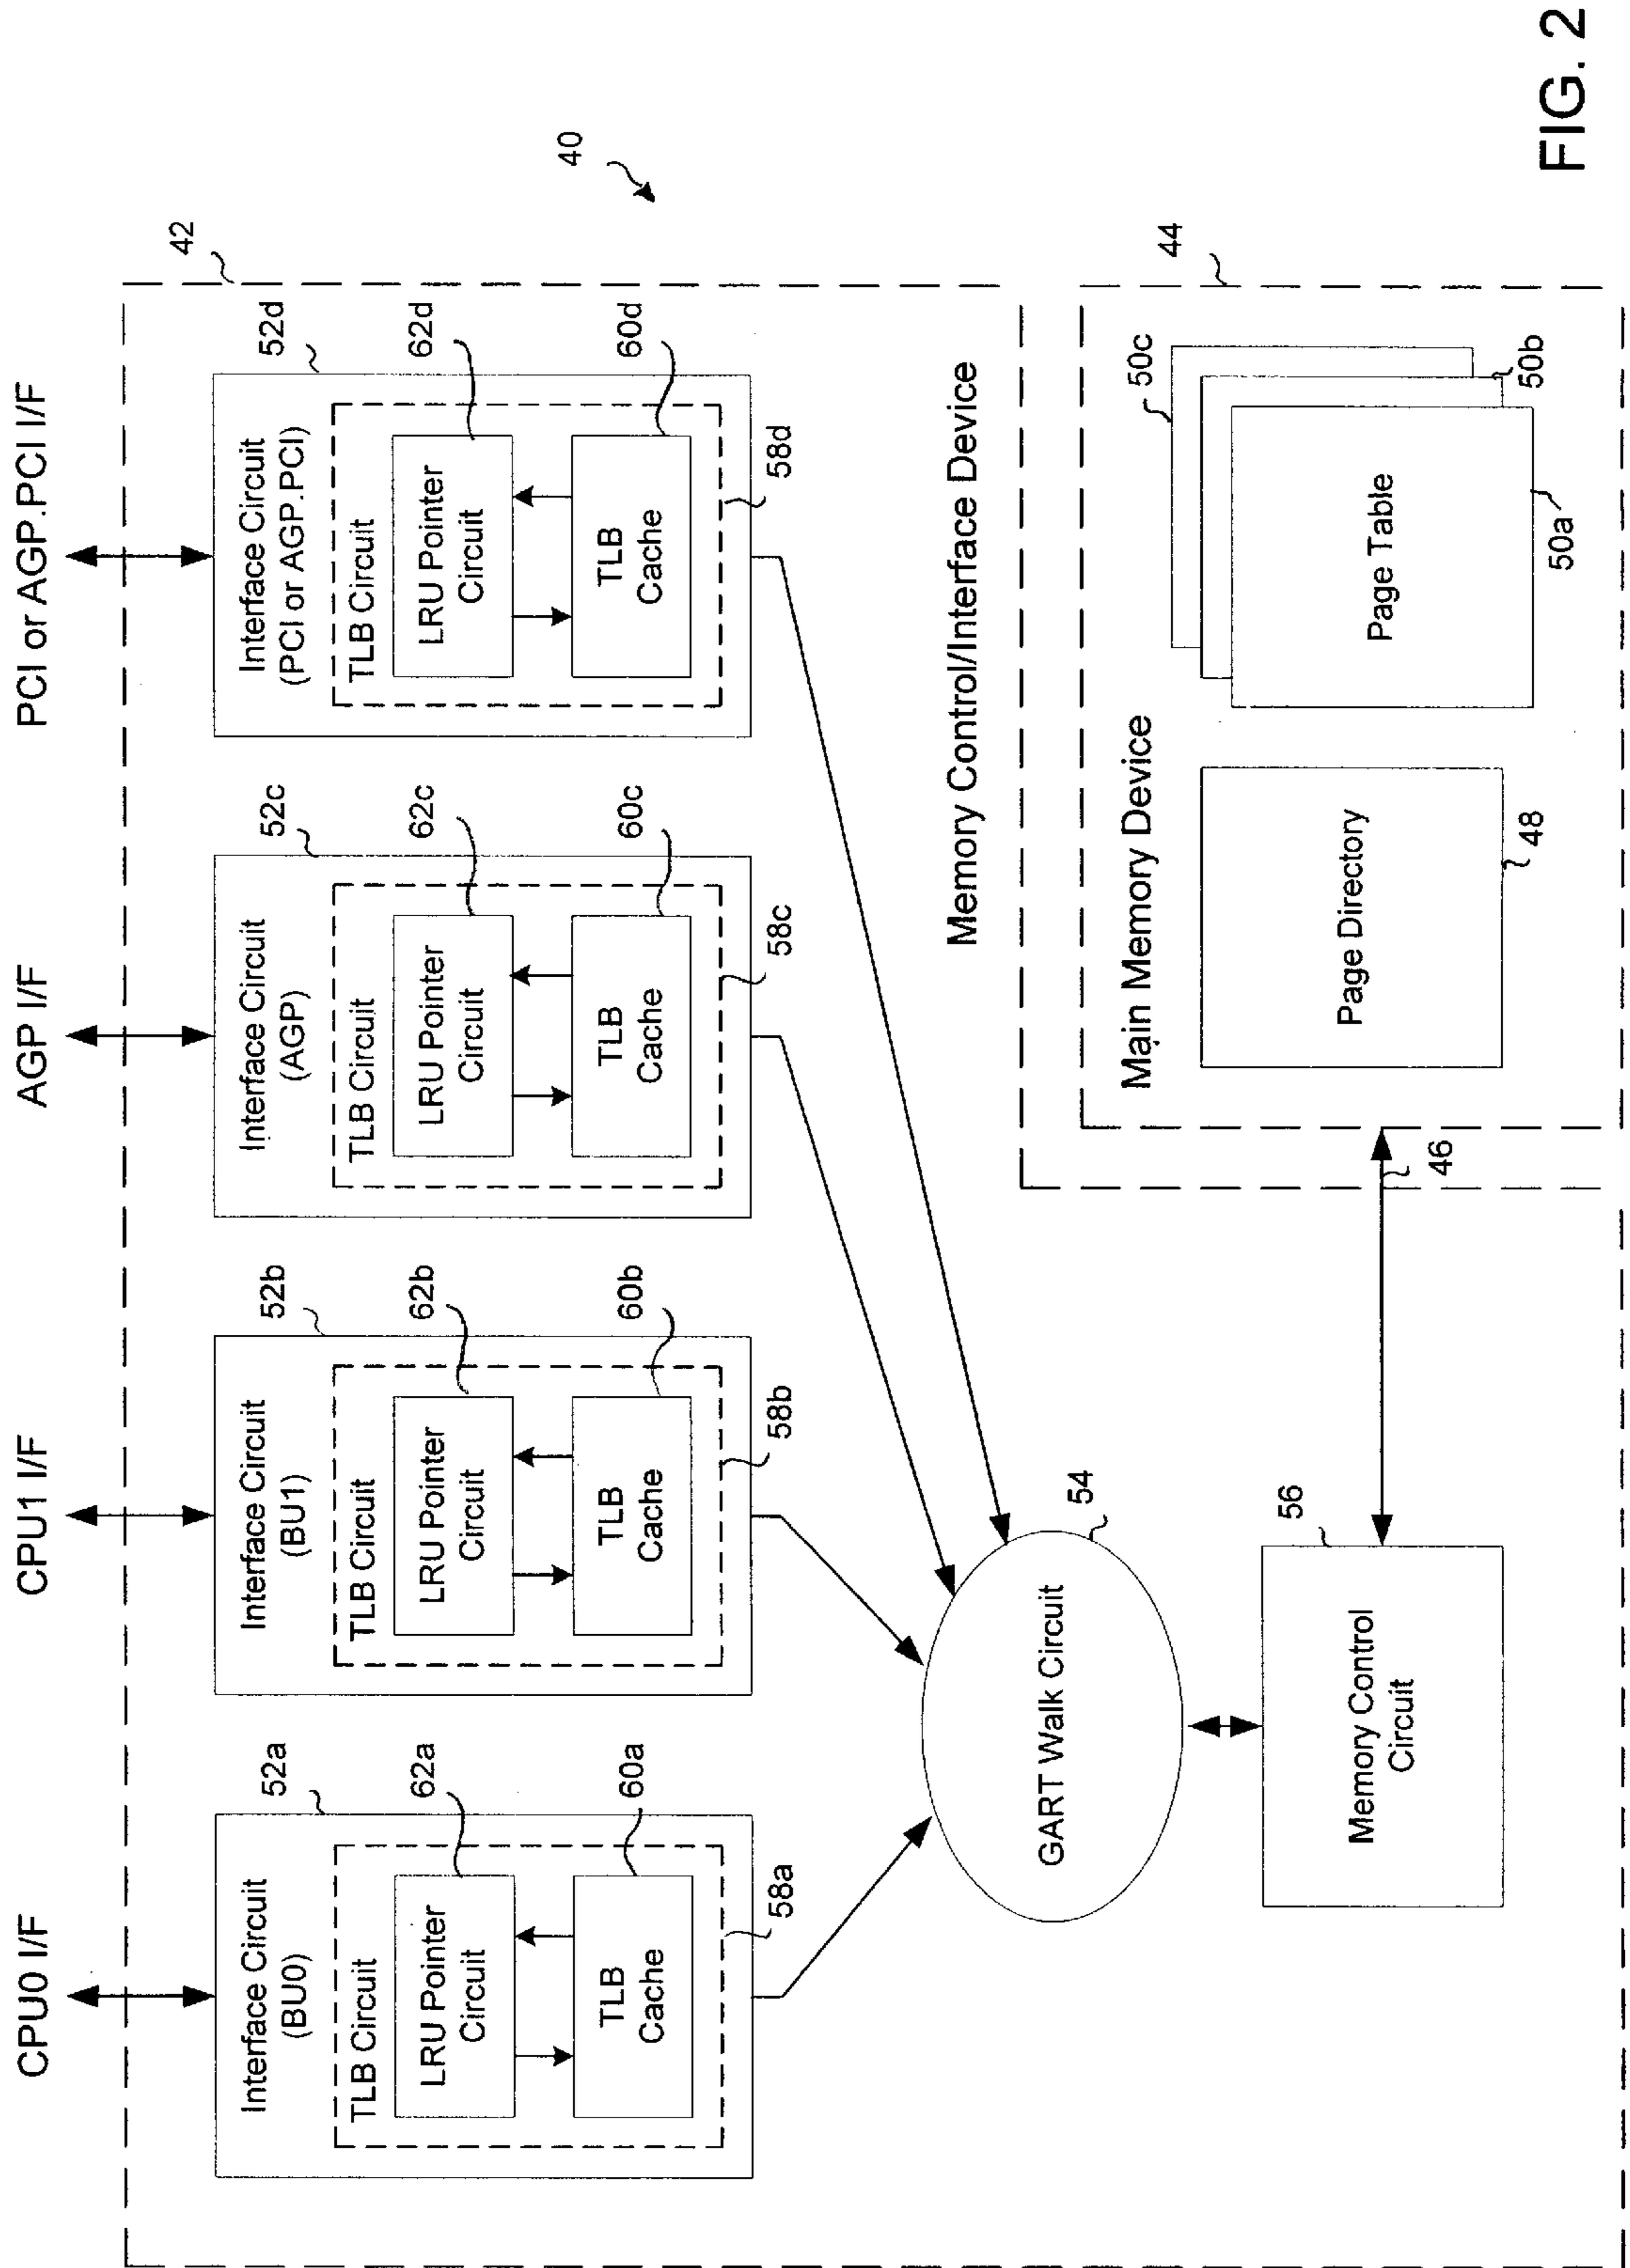 CPU0 I/F
CPU1 I/F
AGP I/F
PCI or AGP.PCI I/F
42
40
52a
Interface Circuit
(BU0)
TLB Circuit
62a
LRU Pointer
Circuit
60a
TLB
Cache
58a
52b
Interface Circuit
(BU1)
TLB Circuit
62b
LRU Pointer
Circuit
60b
TLB
Cache
58b
52c
Interface Circuit
(AGP)
TLB Circuit
62c
LRU Pointer
Circuit
60c
TLB
Cache
58c
52d
Interface Circuit
(PCI or AGP.PCI)
TLB Circuit
62d
LRU Pointer
Circuit
60d
TLB
Cache
58d
GART Walk Circuit
54
Memory Control/Interface Device
Memory Control
Circuit
56
46
Main Memory Device
44
Page Directory
48
Page Table
50a
50b
50c
FIG. 2